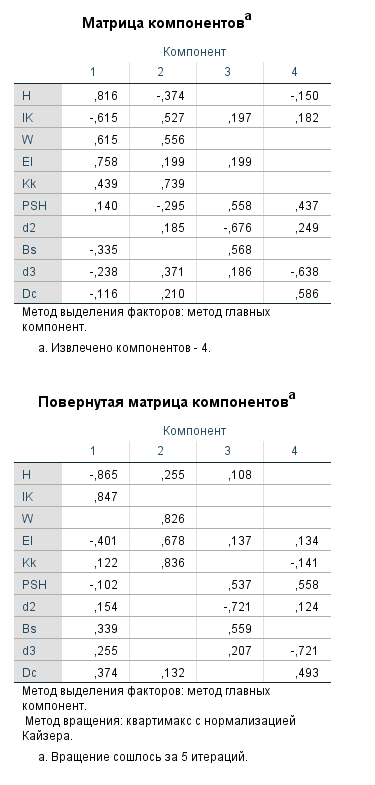 Матрица компонентовa
Компонент
1 2 3 4
H ,816 -,374 -,150
IK -,615 ,527 ,197 ,182
W ,615 ,556
EI ,758 ,199 ,199
Kk ,439 ,739
PSH ,140 -,295 ,558 ,437
d2 ,185 -,676 ,249
Bs -,335 ,568
d3 -,238 ,371 ,186 -,638
Dc -,116 ,210 ,586
Метод выделения факторов: метод главных
компонент.
a. Извлечено компонентов - 4.
Повернутая матрица компонентовa
Компонент
1 2 3 4
H -,865 ,255 ,108
IK ,847
W ,826
EI -,401 ,678 ,137 ,134
Kk ,122 ,836 -,141
PSH -,102 ,537 ,558
d2 ,154 -,721 ,124
Bs ,339 ,559
d3 ,255 ,207 -,721
Dc ,374 ,132 ,493
Метод выделения факторов: метод главных
компонент.
Метод вращения: квартимакс с нормализацией
Кайзера.
a. Вращение сошлось за 5 итераций.